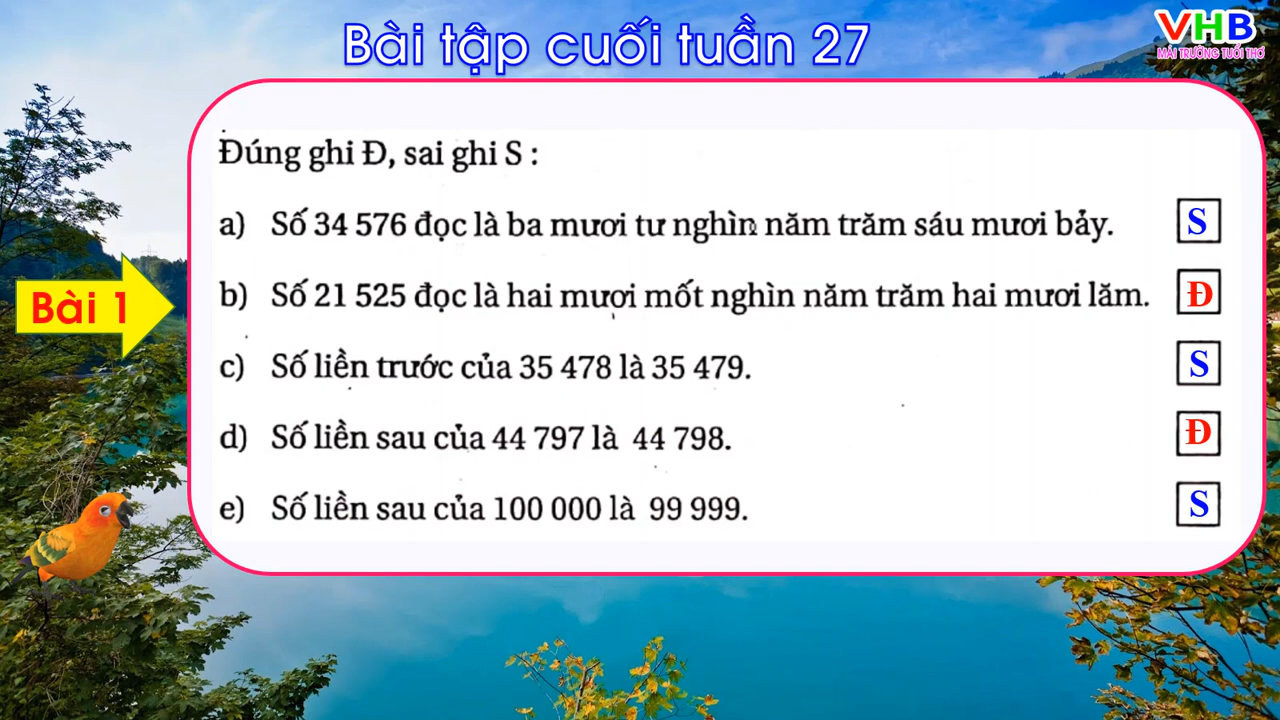 Bài tập cuối tuần 27
VHB
MÁI TRƯỜNG TUỔI THƠ
Đúng ghi Đ, sai ghi S :
a) Số 34 576 đọc là ba mươi tư nghìn năm trăm sáu mươi bảy. S
b) Số 21 525 đọc là hai mươi mốt nghìn năm trăm hai mươi lăm. Đ
Bài 1
c) Số liền trước của 35 478 là 35 479. S
d) Số liền sau của 44 797 là 44 798. Đ
e) Số liền sau của 100 000 là 99 999. S